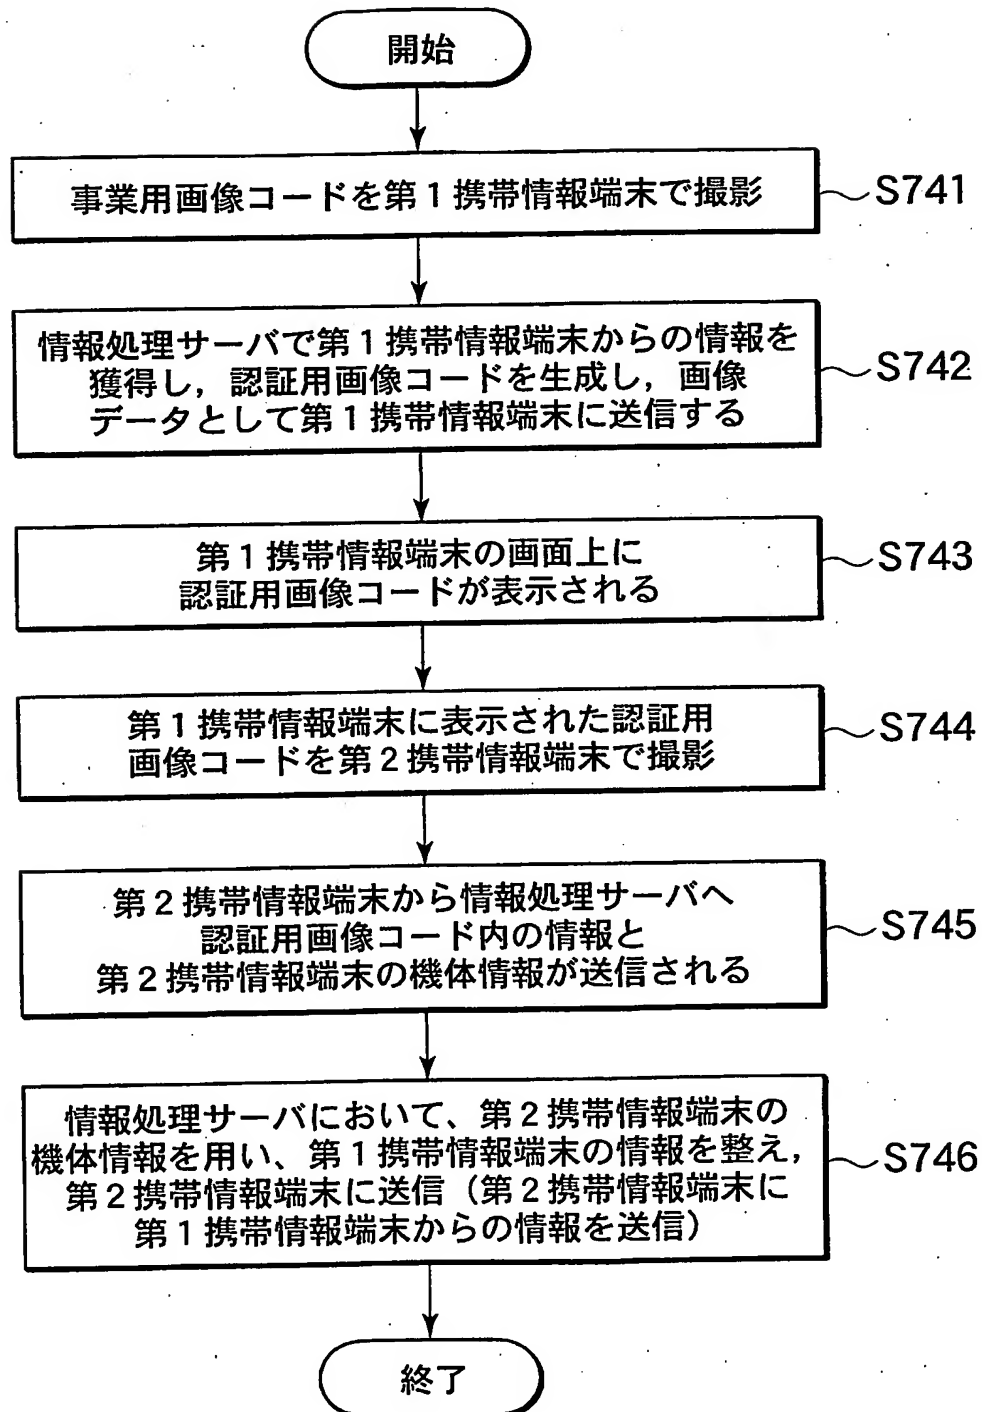 開始
事業用画像コードを第1携帯情報端末で撮影
S741
情報処理サーバで第1携帯情報端末からの情報を
獲得し，認証用画像コードを生成し，画像
データとして第1携帯情報端末に送信する
S742
第1携帯情報端末の画面上に
認証用画像コードが表示される
S743
第1携帯情報端末に表示された認証用
画像コードを第2携帯情報端末で撮影
S744
第2携帯情報端末から情報処理サーバへ
認証用画像コード内の情報と
第2携帯情報端末の機体情報が送信される
S745
情報処理サーバにおいて、第2携帯情報端末の
機体情報を用い、第1携帯情報端末の情報を整え，
第2携帯情報端末に送信（第2携帯情報端末に
第1携帯情報端末からの情報を送信）
S746
終了